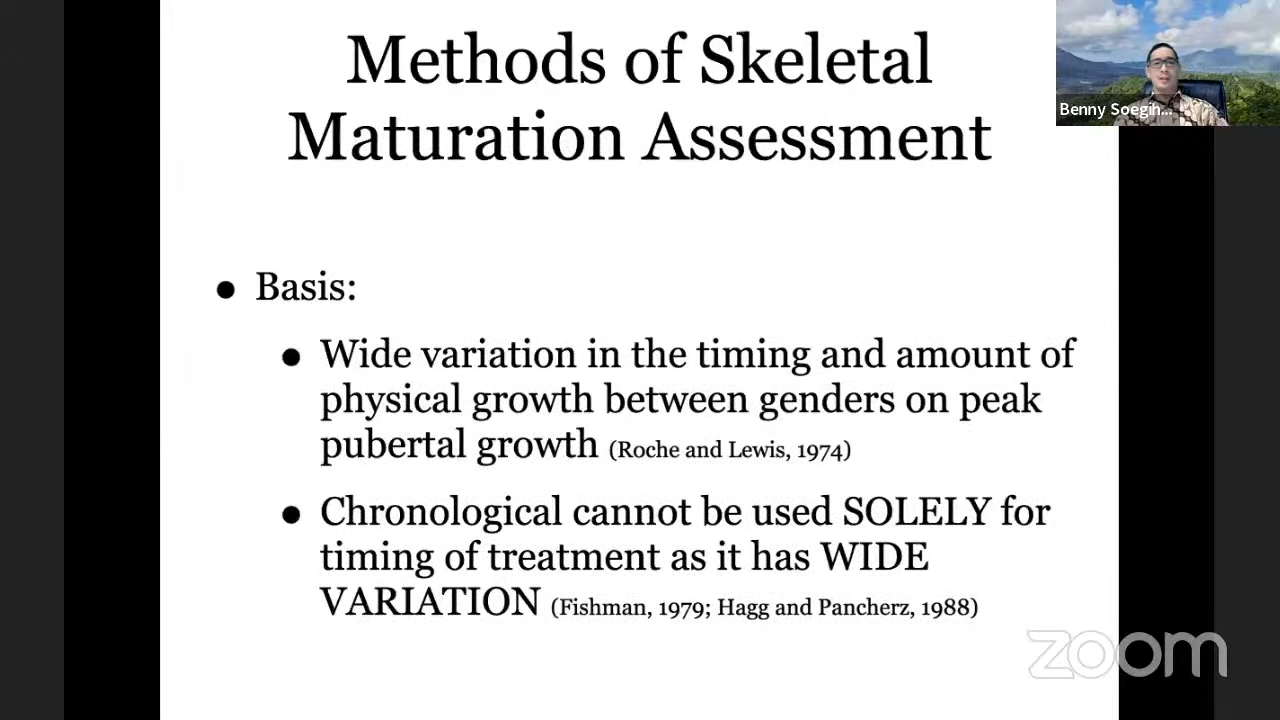 Methods of Skeletal
Maturation Assessment
Benny Soegih...
• Basis:
• Wide variation in the timing and amount of
physical growth between genders on peak
pubertal growth (Roche and Lewis, 1974)
• Chronological cannot be used SOLELY for
timing of treatment as it has WIDE
VARIATION (Fishman, 1979; Hagg and Pancherz, 1988)
zoom